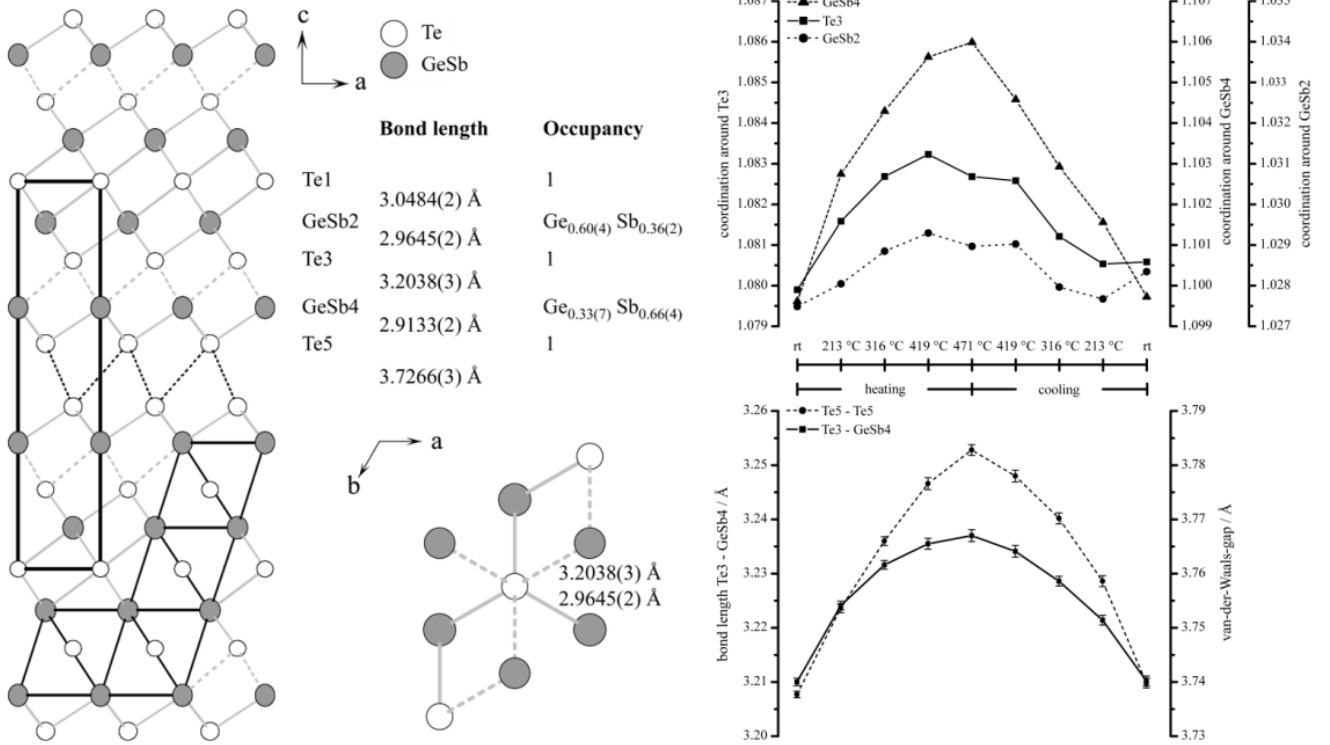 c
a
Te
GeSb
Bond length Occupancy
Te1 1
3.0484(2) Å
GeSb2 Ge0.60(4) Sb0.36(2)
2.9645(2) Å
Te3 1
3.2038(3) Å
GeSb4 Ge0.33(7) Sb0.66(4)
2.9133(2) Å
Te5 1
3.7266(3) Å
a
b
3.2038(3) Å
2.9645(2) Å
GeSb4
Te3
GeSb2
coordination around Te3
1.087
1.086
1.085
1.084
1.083
1.082
1.081
1.080
1.079
coordination around GeSb4
1.107
1.106
1.105
1.104
1.103
1.102
1.101
1.100
1.099
coordination around GeSb2
1.035
1.034
1.033
1.032
1.031
1.030
1.029
1.028
1.027
rt 213 °C 316 °C 419 °C 471 °C 419 °C 316 °C 213 °C rt
heating cooling
Te5 - Te5
Te3 - GeSb4
bond length Te3 - GeSb4 / Å
3.26
3.25
3.24
3.23
3.22
3.21
3.20
van-der-Waals-gap / Å
3.79
3.78
3.77
3.76
3.75
3.74
3.73